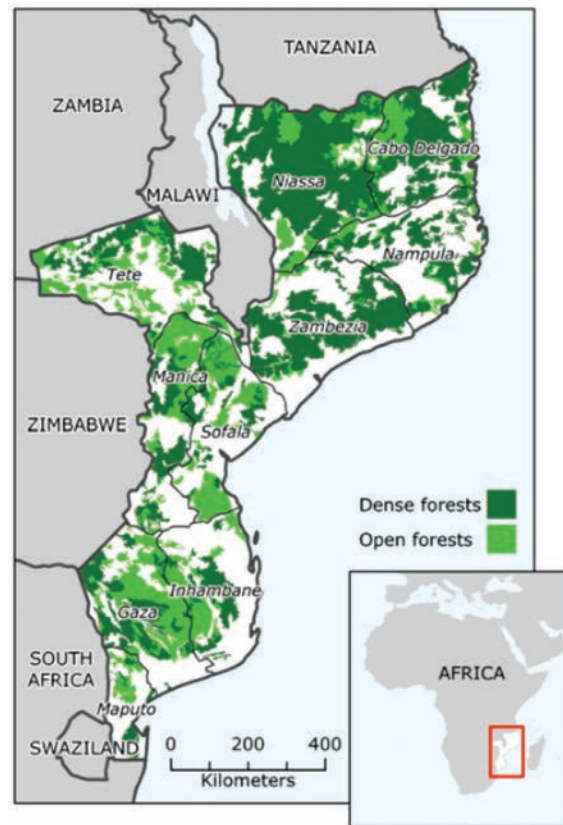 TANZANIA
ZAMBIA
Cabo Delgado
Niassa
MALAWI
Nampula
Tete
Zambezia
Manica
ZIMBABWE
Sofala
Dense forests
Open forests
Inhambane
Gaza
SOUTH
AFRICA
AFRICA
Maputo
SWAZILAND
0 200 400
Kilometers